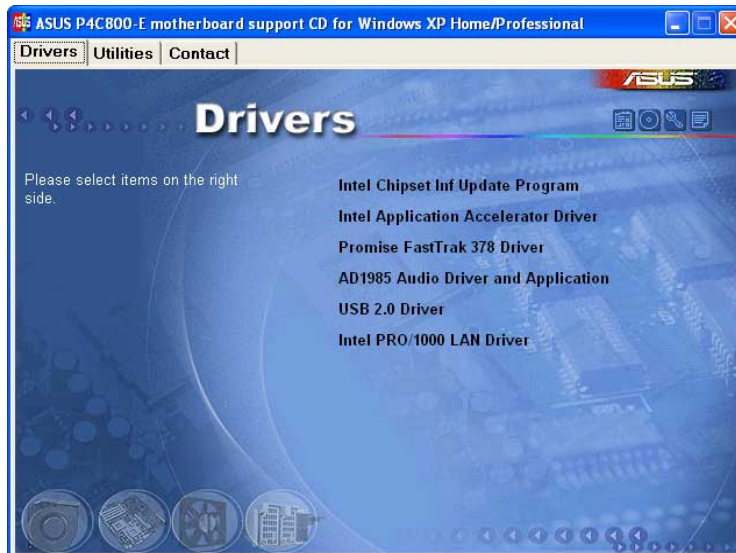 ASUS P4C800-E motherboard support CD for Windows XP Home/Professional
Drivers Utilities Contact
ASUS
Drivers
Please select items on the right
side.
Intel Chipset Inf Update Program
Intel Application Accelerator Driver
Promise FastTrak 378 Driver
AD1985 Audio Driver and Application
USB 2.0 Driver
Intel PRO/1000 LAN Driver